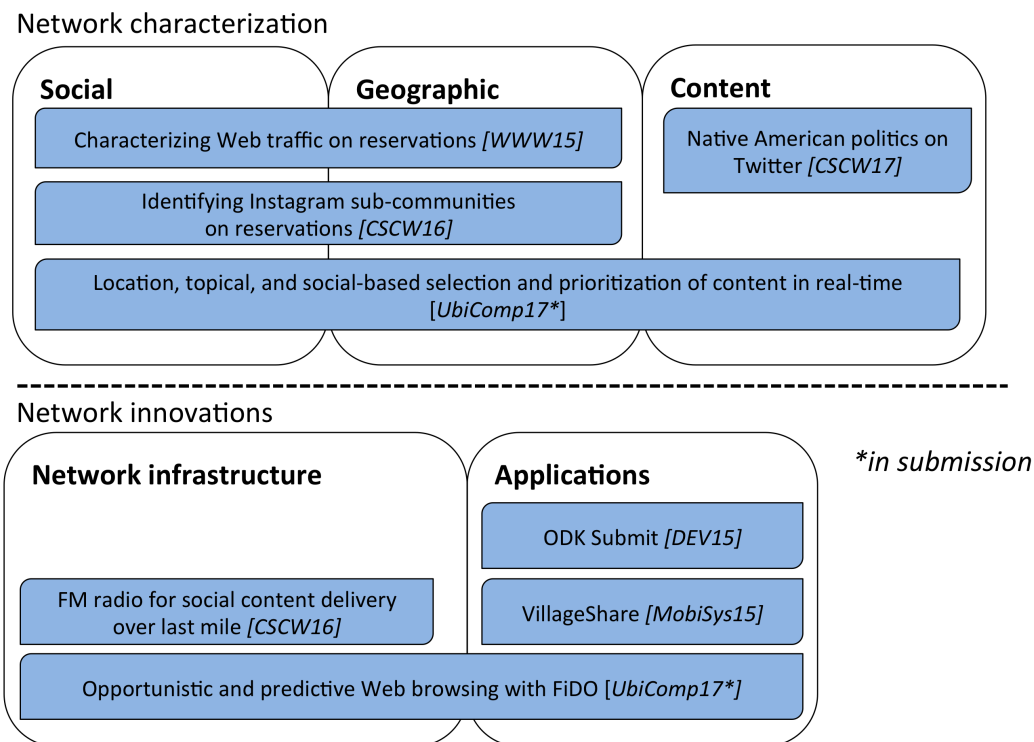 Network characterization
Social
Geographic
Content
Characterizing Web traffic on reservations [WWW15]
Native American politics on
Twitter [CSCW17]
Identifying Instagram sub-communities
on reservations [CSCW16]
Location, topical, and social-based selection and prioritization of content in real-time
[UbiComp17*]
Network innovations
Network infrastructure
Applications
*in submission
ODK Submit [DEV15]
FM radio for social content delivery
over last mile [CSCW16]
VillageShare [MobiSys15]
Opportunistic and predictive Web browsing with FiDO [UbiComp17*]